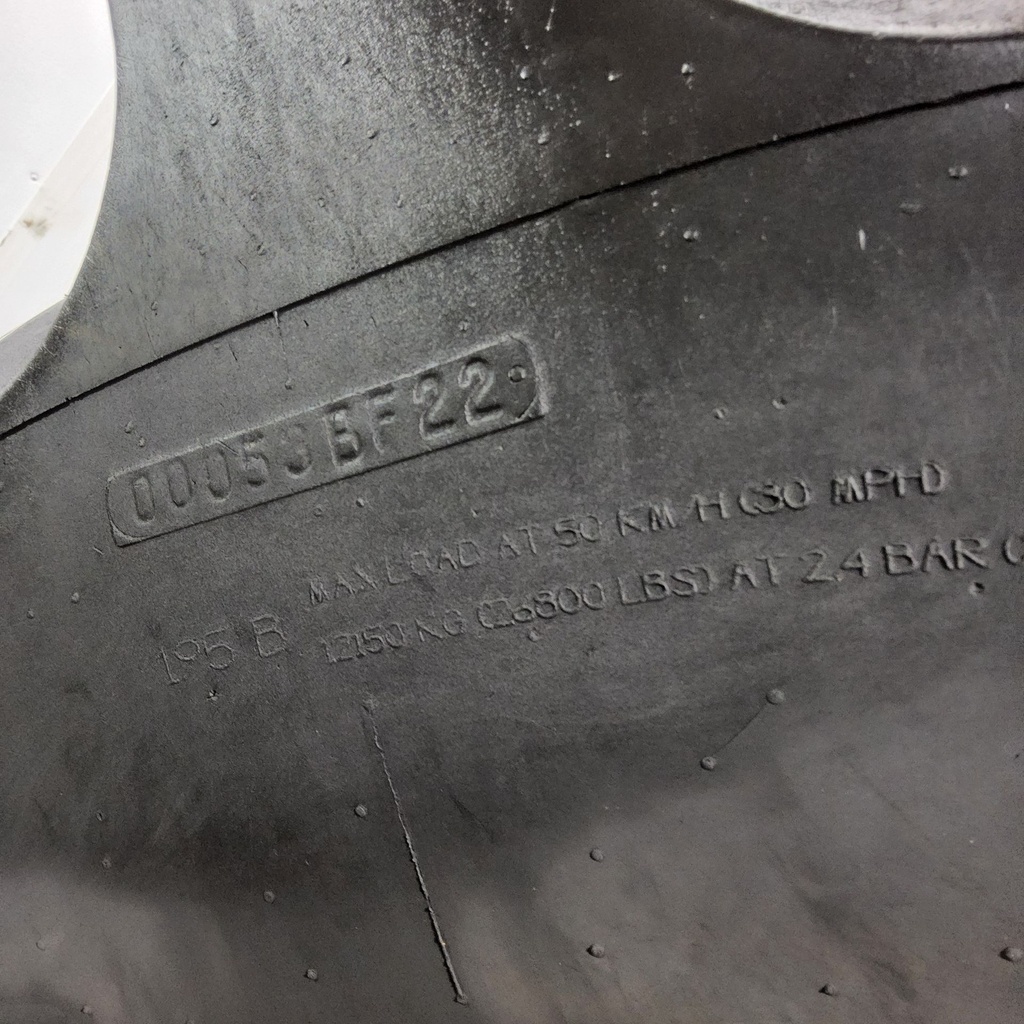 00053BF22
MAX LOAD AT 50 KM/H (30 MPH)
195 B 12150 KG (26800 LBS) AT 2.4 BAR (